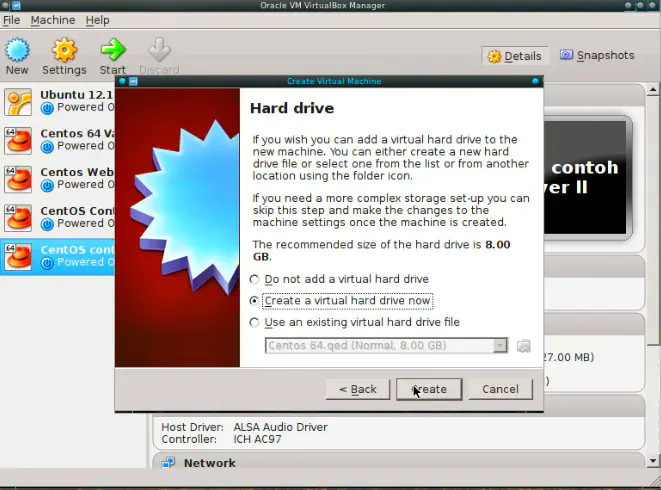 Oracle VM VirtualBox Manager
File Machine Help
New Settings Start Discard
Details Snapshots
Ubuntu 12.1
Powered O
64 Centos 64 Va
Powered O
64 Centos Web
Powered O
64 CentOS Cont
Powered O
64 CentOS cont
Powered O
Create Virtual Machine
Hard drive
If you wish you can add a virtual hard drive to the
new machine. You can either create a new hard
drive file or select one from the list or from another
location using the folder icon.
If you need a more complex storage set-up you can
skip this step and make the changes to the
machine settings once the machine is created.
The recommended size of the hard drive is 8.00
GB.
Do not add a virtual hard drive
Create a virtual hard drive now
Use an existing virtual hard drive file
Centos 64.qed (Normal, 8.00 GB)
< Back Create Cancel
contoh
ver II
27.00 MB)
)
Host Driver: ALSA Audio Driver
Controller: ICH AC97
Network